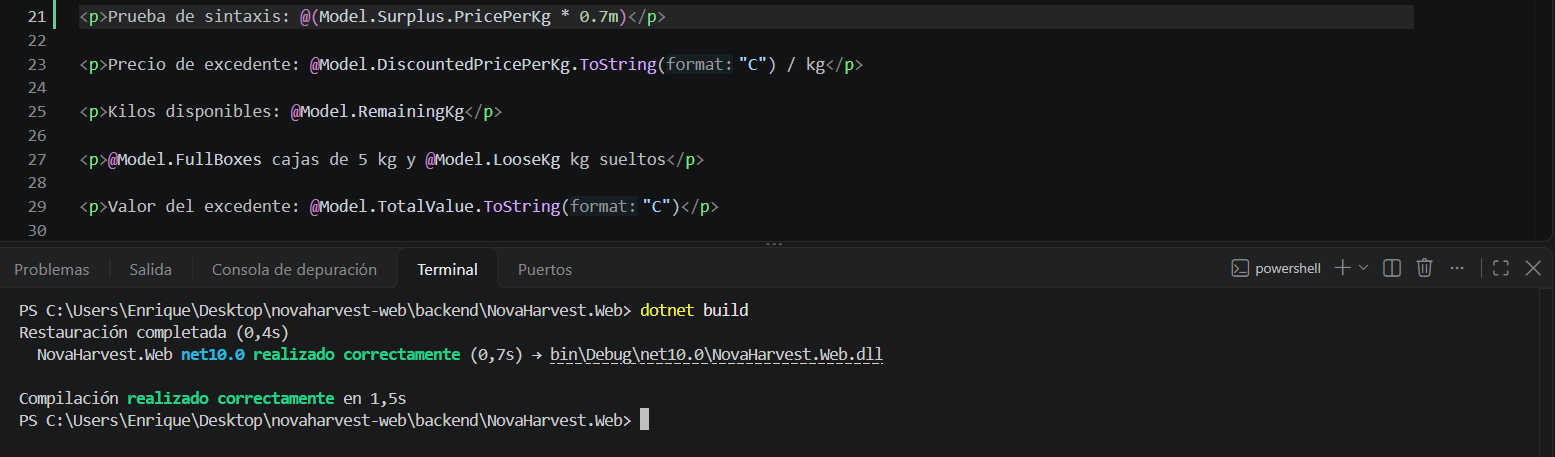 21 <p>Prueba de sintaxis: @(Model.Surplus.PricePerKg * 0.7m)</p>
22
23 <p>Precio de excedente: @Model.DiscountedPricePerKg.ToString(format: "C") / kg</p>
24
25 <p>Kilos disponibles: @Model.RemainingKg</p>
26
27 <p>@Model.FullBoxes cajas de 5 kg y @Model.LooseKg kg sueltos</p>
28
29 <p>Valor del excedente: @Model.TotalValue.ToString(format: "C")</p>
30
Problemas Salida Consola de depuración Terminal Puertos powershell
PS C:\Users\Enrique\Desktop\novaharvest-web\backend\NovaHarvest.Web> dotnet build
Restauración completada (0,4s)
NovaHarvest.Web net10.0 realizado correctamente (0,7s) → bin\Debug\net10.0\NovaHarvest.Web.dll
Compilación realizado correctamente en 1,5s
PS C:\Users\Enrique\Desktop\novaharvest-web\backend\NovaHarvest.Web>